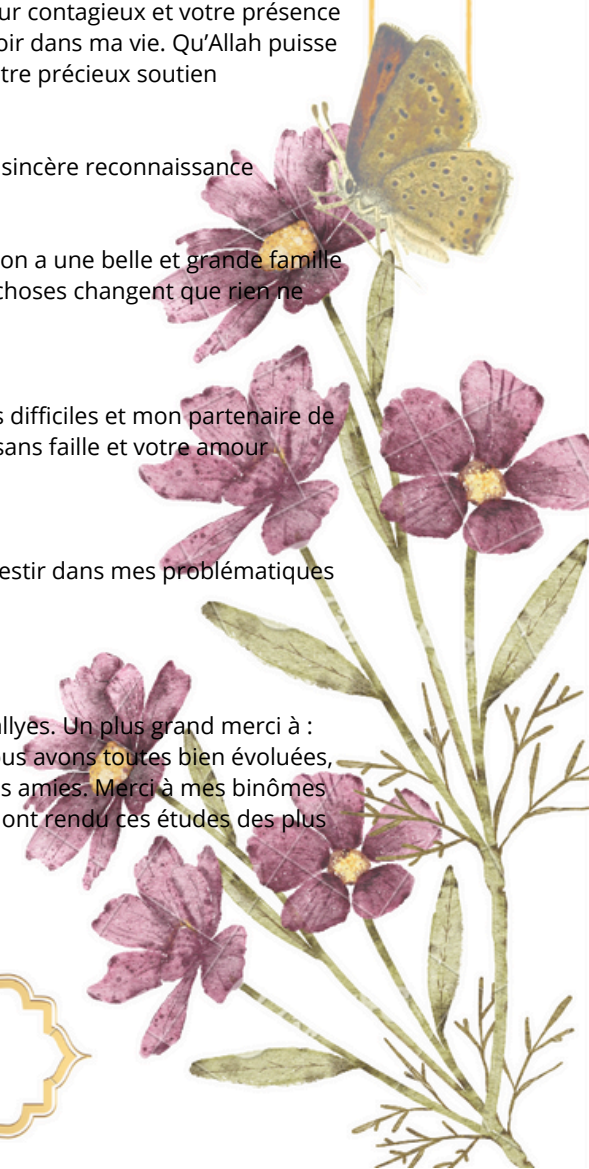 ur contagieux et votre présence
oir dans ma vie. Qu’Allah puisse
tre précieux soutien
sincère reconnaissance
on a une belle et grande famille
choses changent que rien ne
s difficiles et mon partenaire de
sans faille et votre amour
estir dans mes problématiques
allyes. Un plus grand merci à :
ous avons toutes bien évoluées,
s amies. Merci à mes binômes
ont rendu ces études des plus